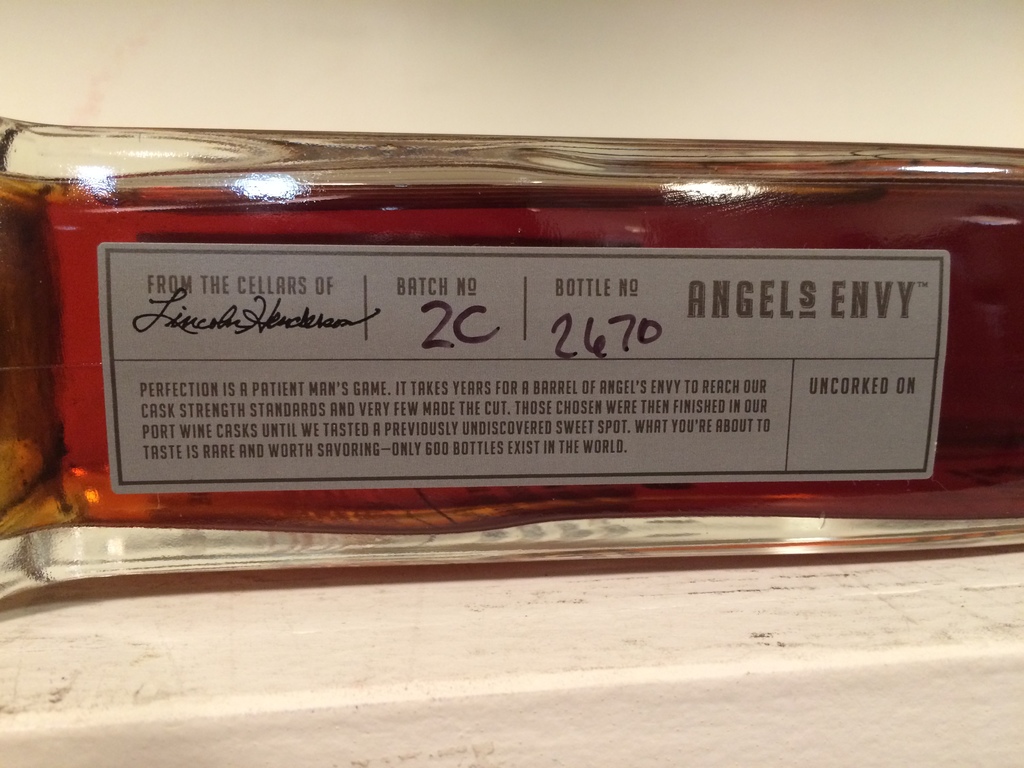 FROM THE CELLARS OF
Lincoln Henderson
BATCH NO
2C
BOTTLE NO
2670
ANGELS ENVY™
PERFECTION IS A PATIENT MAN'S GAME. IT TAKES YEARS FOR A BARREL OF ANGEL'S ENVY TO REACH OUR
CASK STRENGTH STANDARDS AND VERY FEW MADE THE CUT. THOSE CHOSEN WERE THEN FINISHED IN OUR
PORT WINE CASKS UNTIL WE TASTED A PREVIOUSLY UNDISCOVERED SWEET SPOT. WHAT YOU'RE ABOUT TO
TASTE IS RARE AND WORTH SAVORING—ONLY 600 BOTTLES EXIST IN THE WORLD.
UNCORKED ON